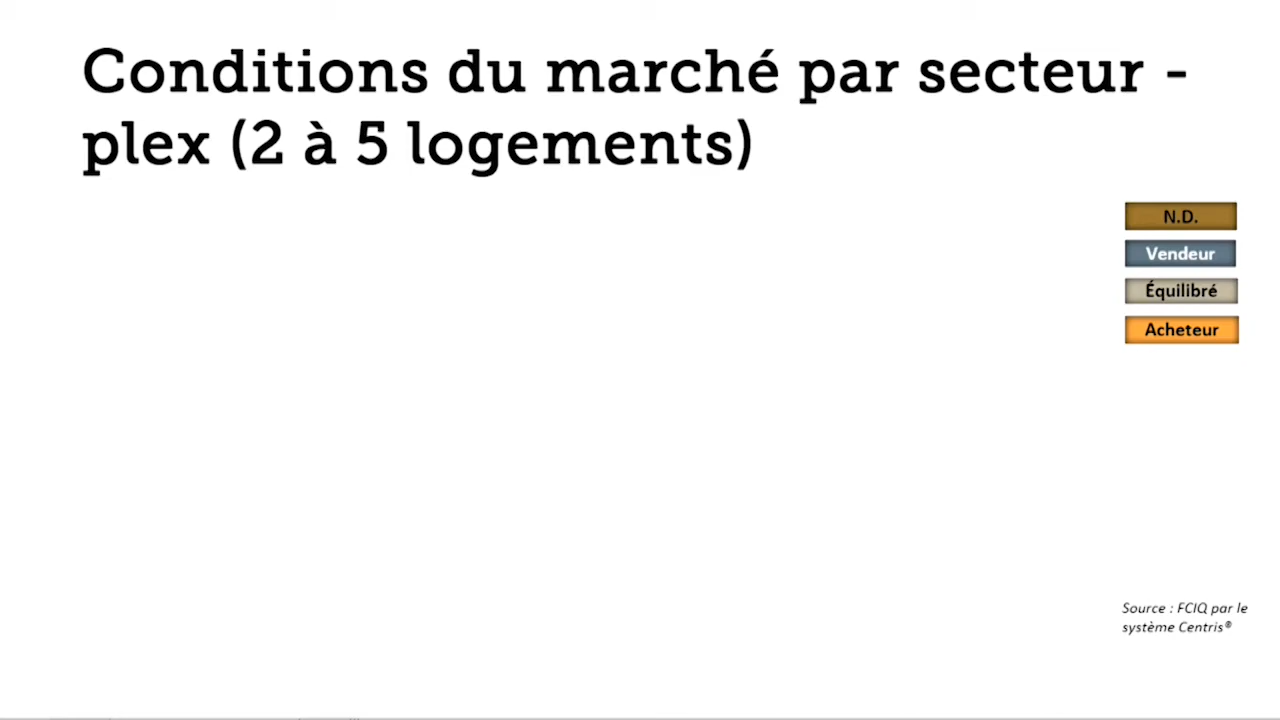 Conditions du marché par secteur -
plex (2 à 5 logements)
N.D.
Vendeur
Équilibré
Acheteur
Source : FCIQ par le
système Centris®